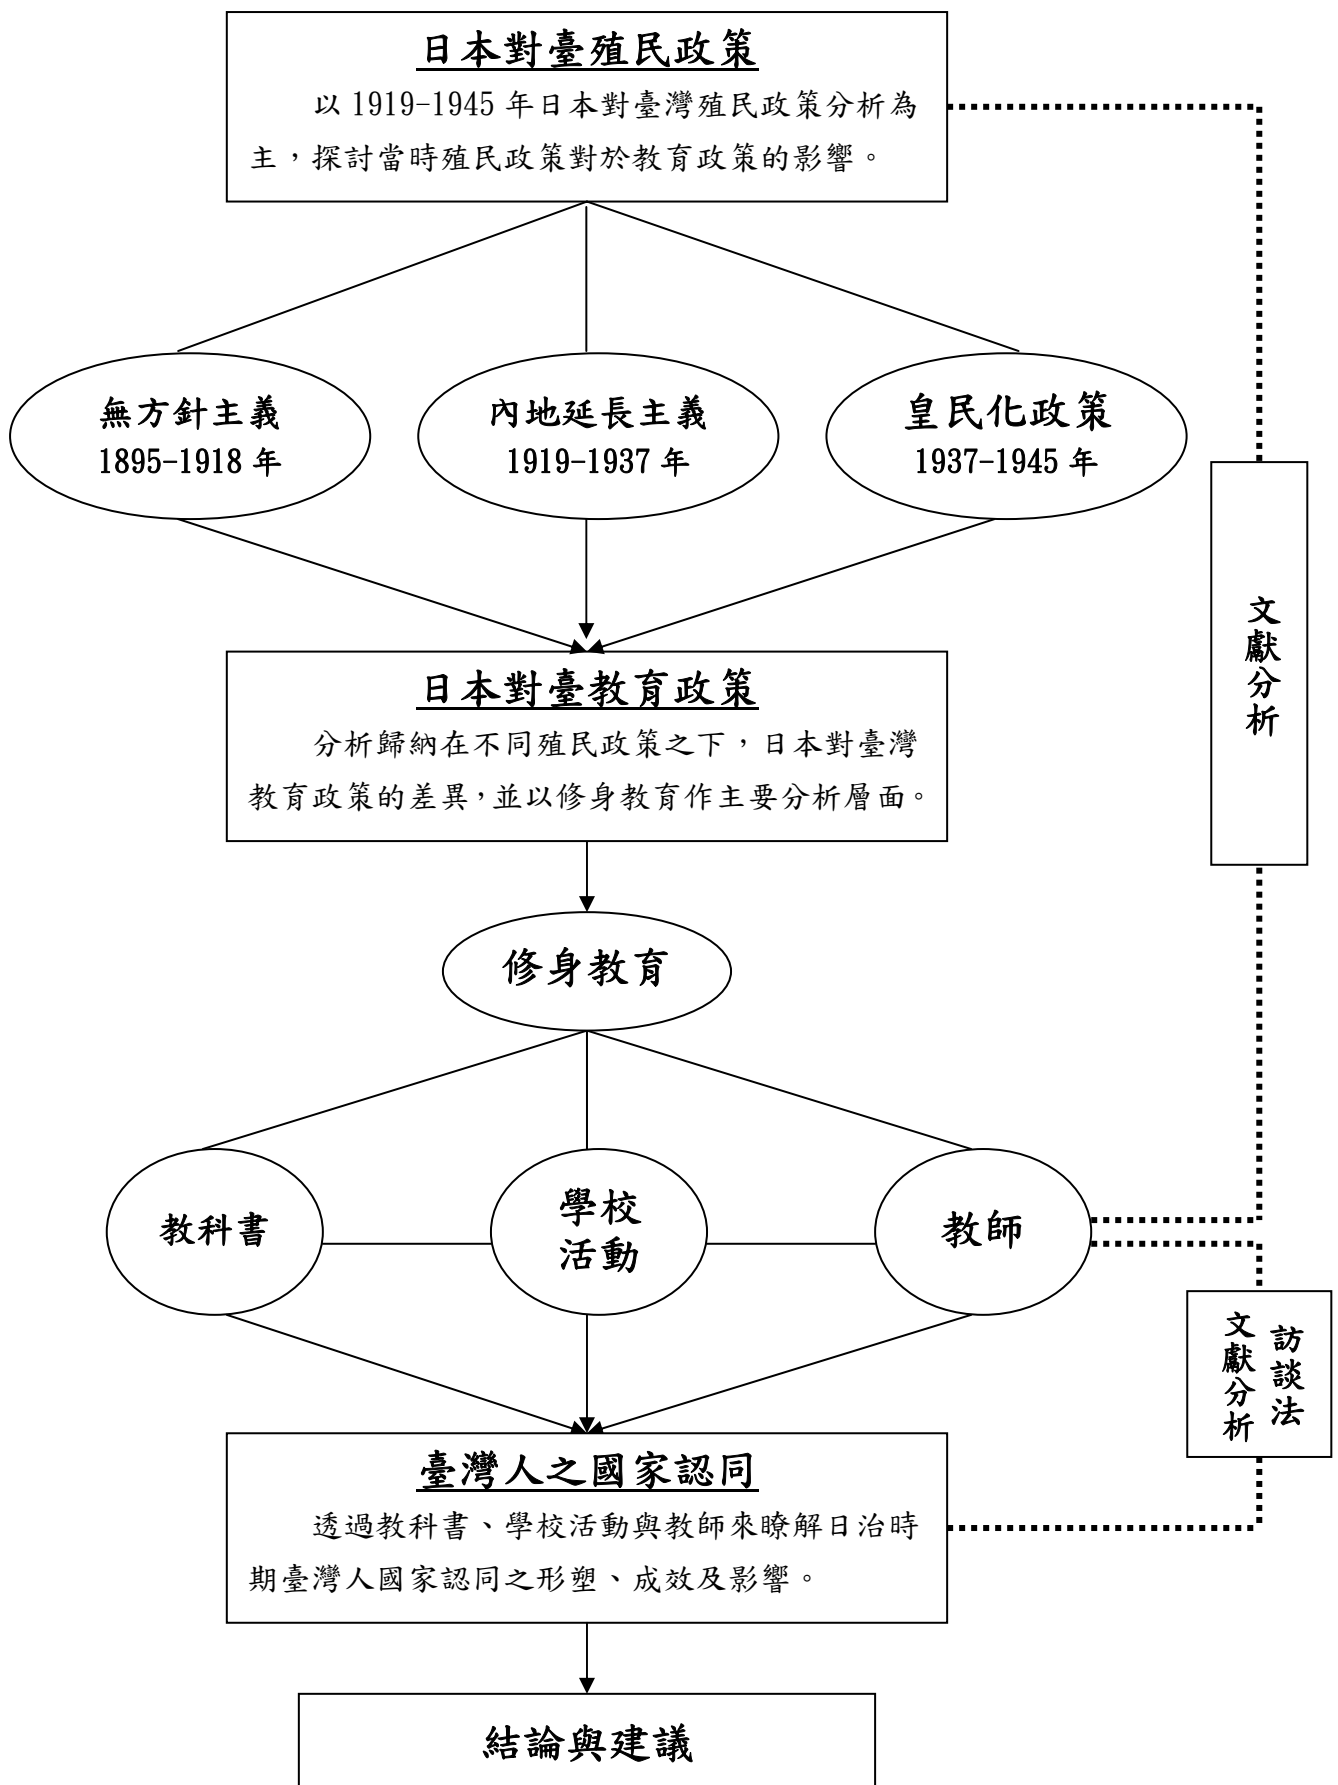 日本對臺殖民政策
以 1919-1945 年日本對臺灣殖民政策分析為
主，探討當時殖民政策對於教育政策的影響。
無方針主義
1895-1918 年
內地延長主義
1919-1937 年
皇民化政策
1937-1945 年
文獻分析
日本對臺教育政策
分析歸納在不同殖民政策之下，日本對臺灣
教育政策的差異，並以修身教育作主要分析層面。
修身教育
教科書
學校
活動
教師
訪談法
文獻分析
臺灣人之國家認同
透過教科書、學校活動與教師來瞭解日治時
期臺灣人國家認同之形塑、成效及影響。
結論與建議